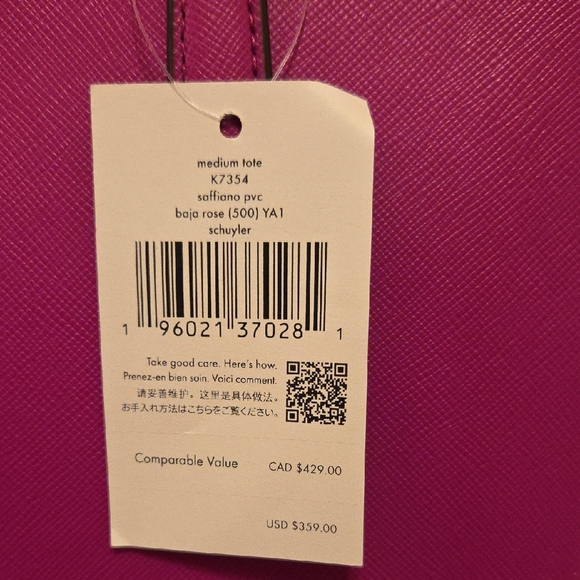 medium tote
K7354
saffiano pvc
baja rose (500) YA1
schuyler
1 96021 37028 1
Take good care. Here's how.
Prenez-en bien soin. Voici comment.
请妥善维护。这里是具体做法。
お手入れ方法はこちらをご覧ください。
Comparable Value CAD $429.00
USD $359.00